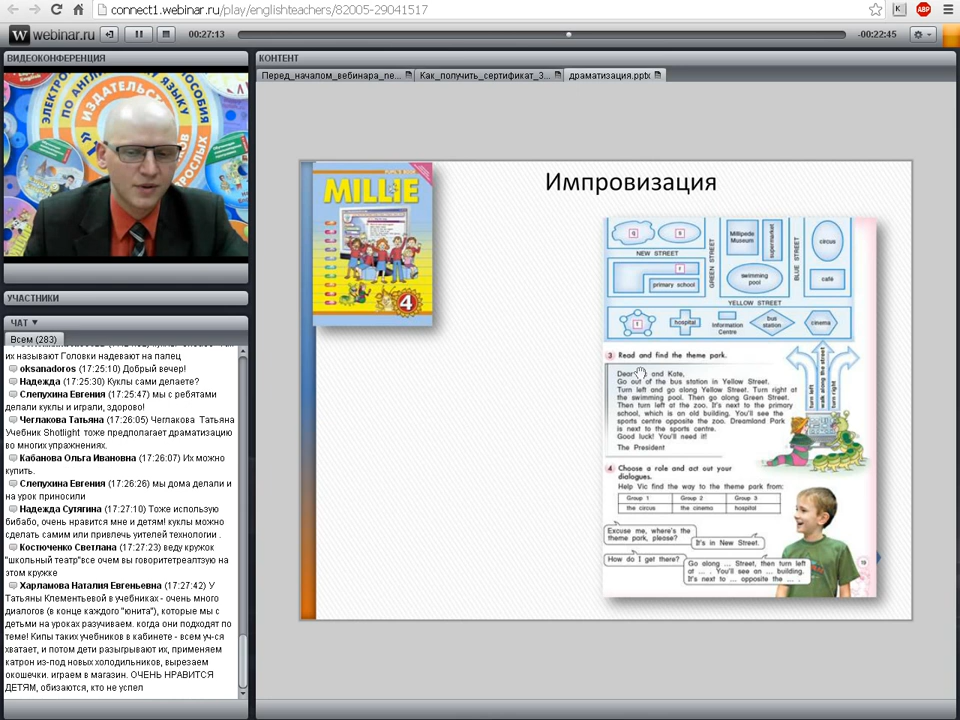 connect1.webinar.ru/play/englishteachers/82005-29041517
K
ABP
W webinar.ru
00:27:13
-00:22:45
ВИДЕОКОНФЕРЕНЦИЯ
ЭЛЕКТРО
ПОСОБИЯ
ПО АНГЛ
ЯЗЫКУ
ИЗДАТЕЛЬСТВ
РОСЛЫХ
УЧАСТНИКИ
ЧАТ
Всем (283)
их называют Головки надевают на палец
oksanadoros (17:25:10) Добрый вечер!
Надежда (17:25:30) Куклы сами делаете?
Слепухина Евгения (17:25:47) мы с ребятами
делали куклы и играли, здорово!
Чеглакова Татьяна (17:26:05) Чеглакова Татьяна
Учебник Shotlight тоже предполагает драматизацию
во многих упражнениях.
Кабанова Ольга Ивановна (17:26:07) Их можно
купить.
Слепухина Евгения (17:26:26) мы дома делали и
на урок приносили
Надежда Сутягина (17:27:10) Тоже использую
бибабо, очень нравится мне и детям! куклы можно
сделать самим или привлечь уителей технологии .
Костюченко Светлана (17:27:23) веду кружок
"школьный театр"все очем вы говоритетреалтзую на
этом кружке
Харламова Наталия Евгеньевна (17:27:42) У
Татьяны Клементьевой в учебниках - очень много
диалогов (в конце каждого "юнита"), которые мы с
детьми на уроках разучиваем. когда они подходят по
теме! Кипы таких учебников в кабинете - всем уч-ся
хватает, и потом дети разыгрывают их, применяем
катрон из-под новых холодильников, вырезаем
окошечки. играем в магазин. ОЧЕНЬ НРАВИТСЯ
ДЕТЯМ, обизаются, кто не успел
КОНТЕНТ
Перед_началом_вебинара_пе...
Как_получить_сертификат_3...
драматизация.pptx
Импровизация
MILLIE
4
q
s
Millipede
Museum
supermarket
circus
NEW STREET
GREEN STREET
BLUE STREET
r
primary school
swimming
pool
café
YELLOW STREET
t
hospital
Information
Centre
bus
station
cinema
3 Read and find the theme park.
Dear and Kate,
Go out of the bus station in Yellow Street.
Turn left and go along Yellow Street. Turn right at
the swimming pool. Then go along Green Street.
Then turn left at the zoo. It's next to the primary
school, which is an old building. You'll see the
sports centre opposite the zoo. Dreamland Park
is next to the sports centre.
Good luck! You'll need it!
The President
turn left
walk along the street
turn right
4 Choose a role and act out your
dialogues.
Help Vic find the way to the theme park from:
Group 1 Group 2 Group 3
the circus the cinema hospital
Excuse me, where's the
theme park, please?
It's in New Street.
How do I get there?
Go along ... Street, then turn left
at ... . You'll see an ... building.
It's next to ... opposite the ... .
19